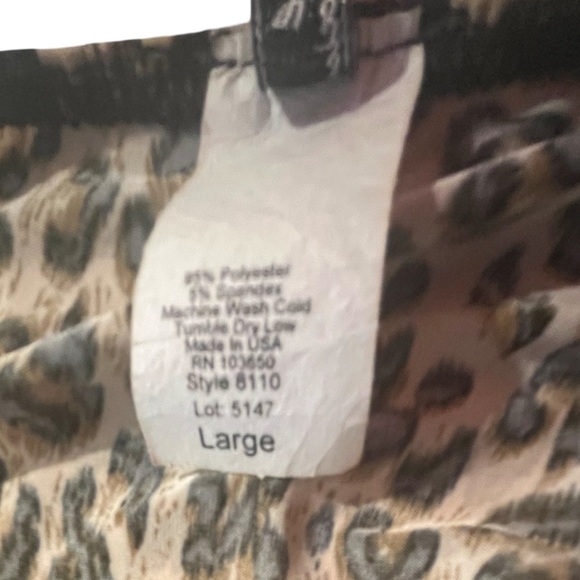 95% Polyester
5% Spandex
Machine Wash Cold
Tumble Dry Low
Made In USA
RN 103650
Style 8110
Lot: 5147
Large